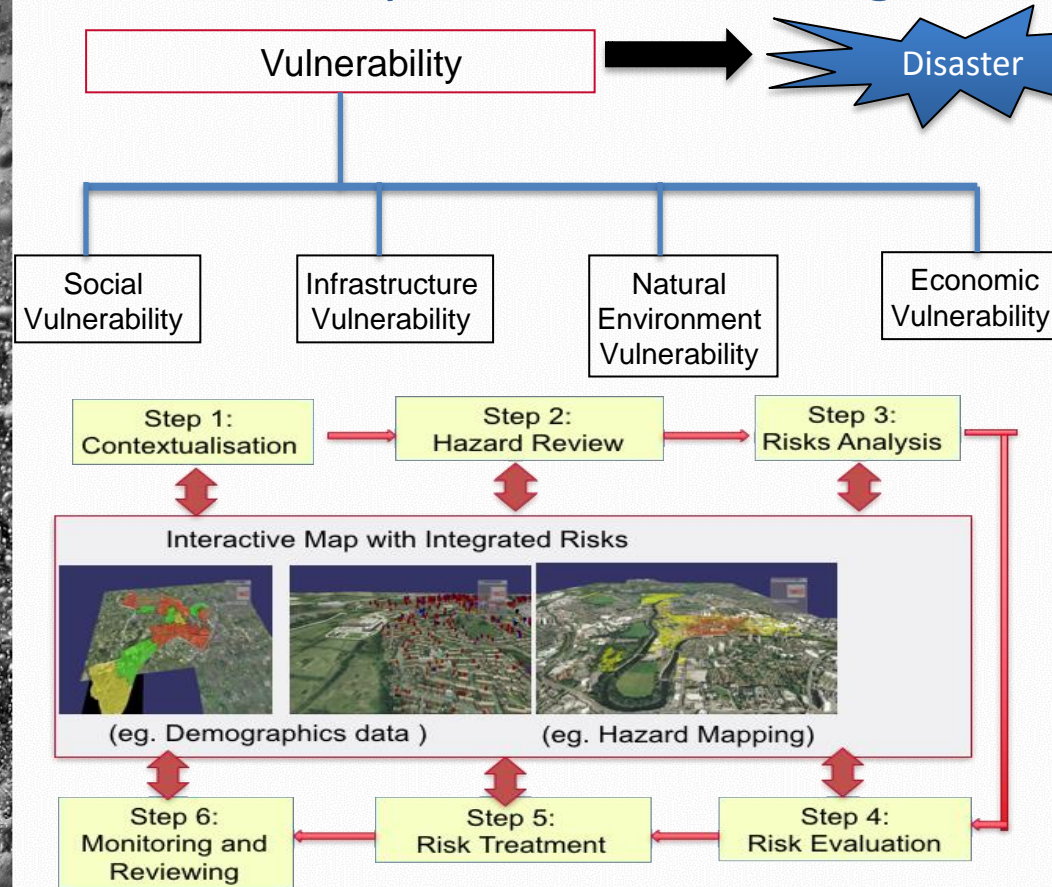 Vulnerability
Disaster
Social
Vulnerability
Infrastructure
Vulnerability
Natural
Environment
Vulnerability
Economic
Vulnerability
Step 1:
Contextualisation
Step 2:
Hazard Review
Step 3:
Risks Analysis
Interactive Map with Integrated Risks
(eg. Demographics data )
(eg. Hazard Mapping)
Step 6:
Monitoring and
Reviewing
Step 5:
Risk Treatment
Step 4:
Risk Evaluation